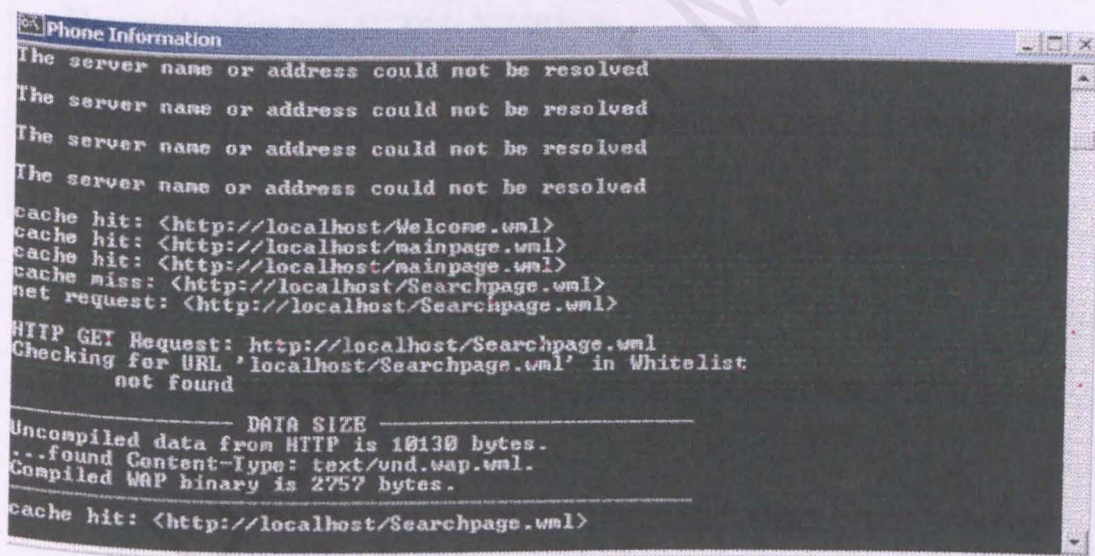 Phone Information
The server name or address could not be resolved
The server name or address could not be resolved
The server name or address could not be resolved
The server name or address could not be resolved
cache hit: <http://localhost/Welcome.wml>
cache hit: <http://localhost/mainpage.wml>
cache hit: <http://localhost/mainpage.wml>
cache miss: <http://localhost/Searchpage.wml>
net request: <http://localhost/Searchpage.wml>
HTTP GET Request: http://localhost/Searchpage.wml
Checking for URL 'localhost/Searchpage.wml' in Whitelist
not found
DATA SIZE
Uncompiled data from HTTP is 10130 bytes.
...found Content-Type: text/vnd.wap.wml.
Compiled WAP binary is 2757 bytes.
cache hit: <http://localhost/Searchpage.wml>